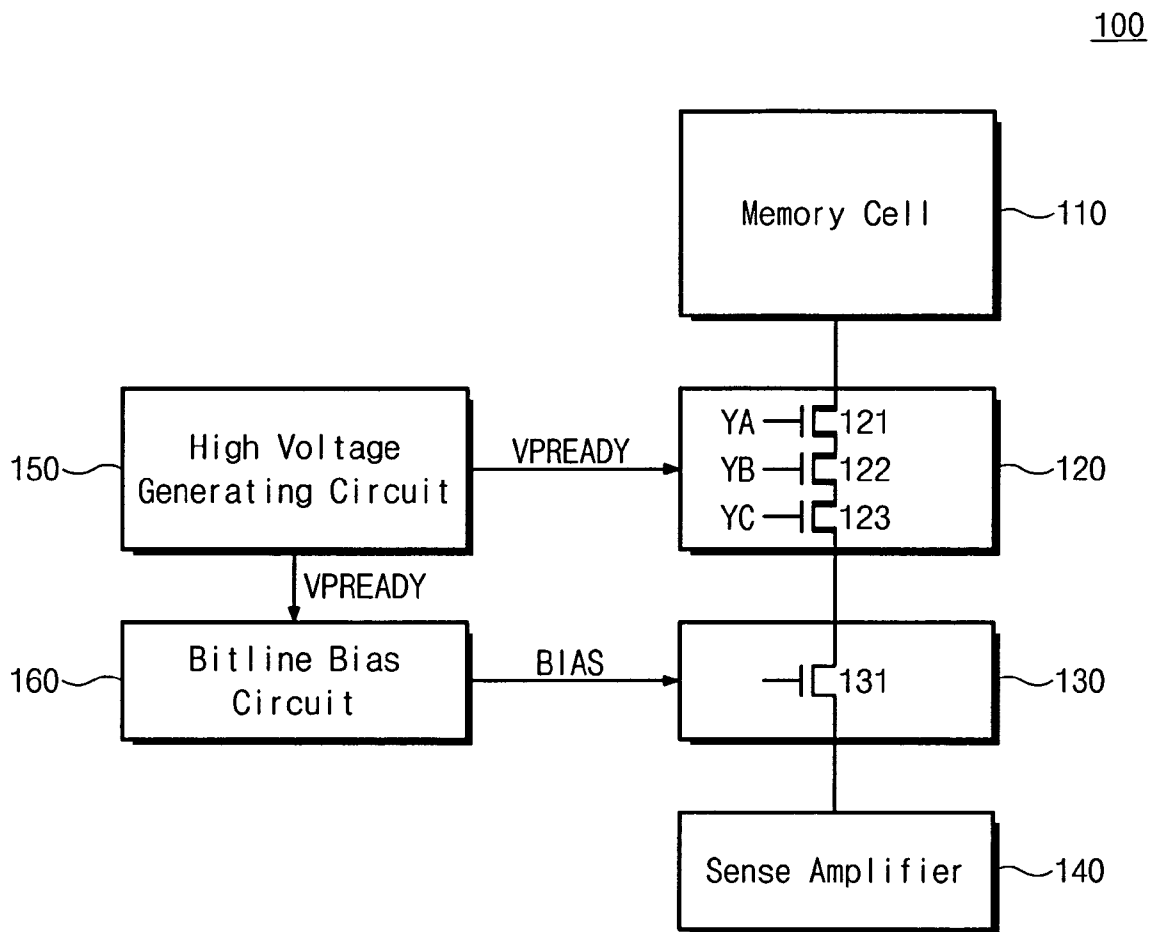 100
Memory Cell
110
High Voltage
Generating Circuit
150
VPREADY
YA
121
YB
122
YC
123
120
VPREADY
Bitline Bias
Circuit
160
BIAS
131
130
Sense Amplifier
140